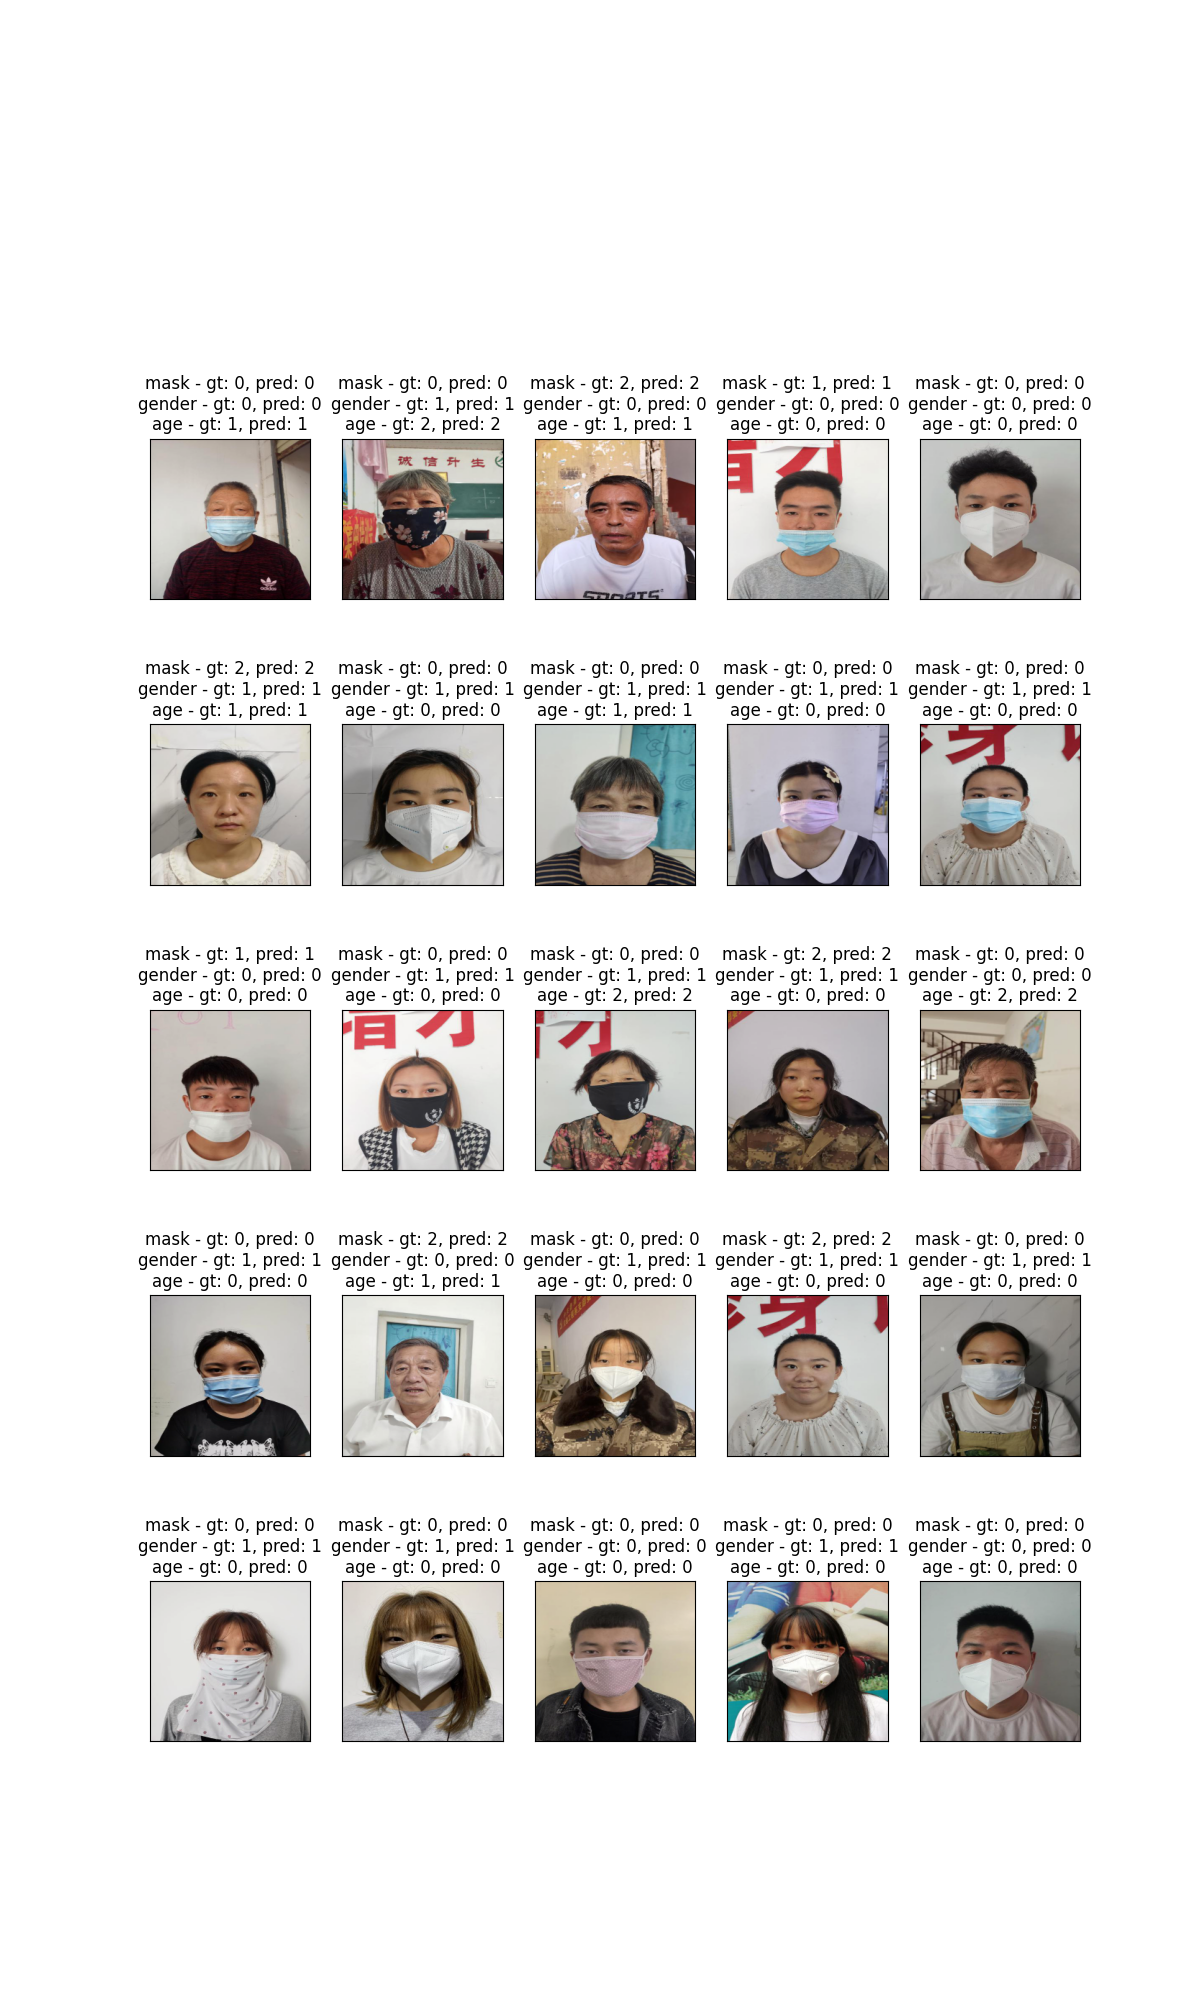 mask - gt: 0, pred: 0
gender - gt: 0, pred: 0
age - gt: 1, pred: 1
mask - gt: 0, pred: 0
gender - gt: 1, pred: 1
age - gt: 2, pred: 2
mask - gt: 2, pred: 2
gender - gt: 0, pred: 0
age - gt: 1, pred: 1
mask - gt: 1, pred: 1
gender - gt: 0, pred: 0
age - gt: 0, pred: 0
mask - gt: 0, pred: 0
gender - gt: 0, pred: 0
age - gt: 0, pred: 0
adidas
诚信升生
SPORTS
才
mask - gt: 2, pred: 2
gender - gt: 1, pred: 1
age - gt: 1, pred: 1
mask - gt: 0, pred: 0
gender - gt: 1, pred: 1
age - gt: 0, pred: 0
mask - gt: 0, pred: 0
gender - gt: 1, pred: 1
age - gt: 1, pred: 1
mask - gt: 0, pred: 0
gender - gt: 1, pred: 1
age - gt: 0, pred: 0
mask - gt: 0, pred: 0
gender - gt: 1, pred: 1
age - gt: 0, pred: 0
身
mask - gt: 1, pred: 1
gender - gt: 0, pred: 0
age - gt: 0, pred: 0
mask - gt: 0, pred: 0
gender - gt: 1, pred: 1
age - gt: 0, pred: 0
mask - gt: 0, pred: 0
gender - gt: 1, pred: 1
age - gt: 2, pred: 2
mask - gt: 2, pred: 2
gender - gt: 1, pred: 1
age - gt: 0, pred: 0
mask - gt: 0, pred: 0
gender - gt: 0, pred: 0
age - gt: 2, pred: 2
才
才
mask - gt: 0, pred: 0
gender - gt: 1, pred: 1
age - gt: 0, pred: 0
mask - gt: 2, pred: 2
gender - gt: 0, pred: 0
age - gt: 1, pred: 1
mask - gt: 0, pred: 0
gender - gt: 1, pred: 1
age - gt: 0, pred: 0
mask - gt: 2, pred: 2
gender - gt: 1, pred: 1
age - gt: 0, pred: 0
mask - gt: 0, pred: 0
gender - gt: 1, pred: 1
age - gt: 0, pred: 0
身
mask - gt: 0, pred: 0
gender - gt: 1, pred: 1
age - gt: 0, pred: 0
mask - gt: 0, pred: 0
gender - gt: 1, pred: 1
age - gt: 0, pred: 0
mask - gt: 0, pred: 0
gender - gt: 0, pred: 0
age - gt: 0, pred: 0
mask - gt: 0, pred: 0
gender - gt: 1, pred: 1
age - gt: 0, pred: 0
mask - gt: 0, pred: 0
gender - gt: 0, pred: 0
age - gt: 0, pred: 0